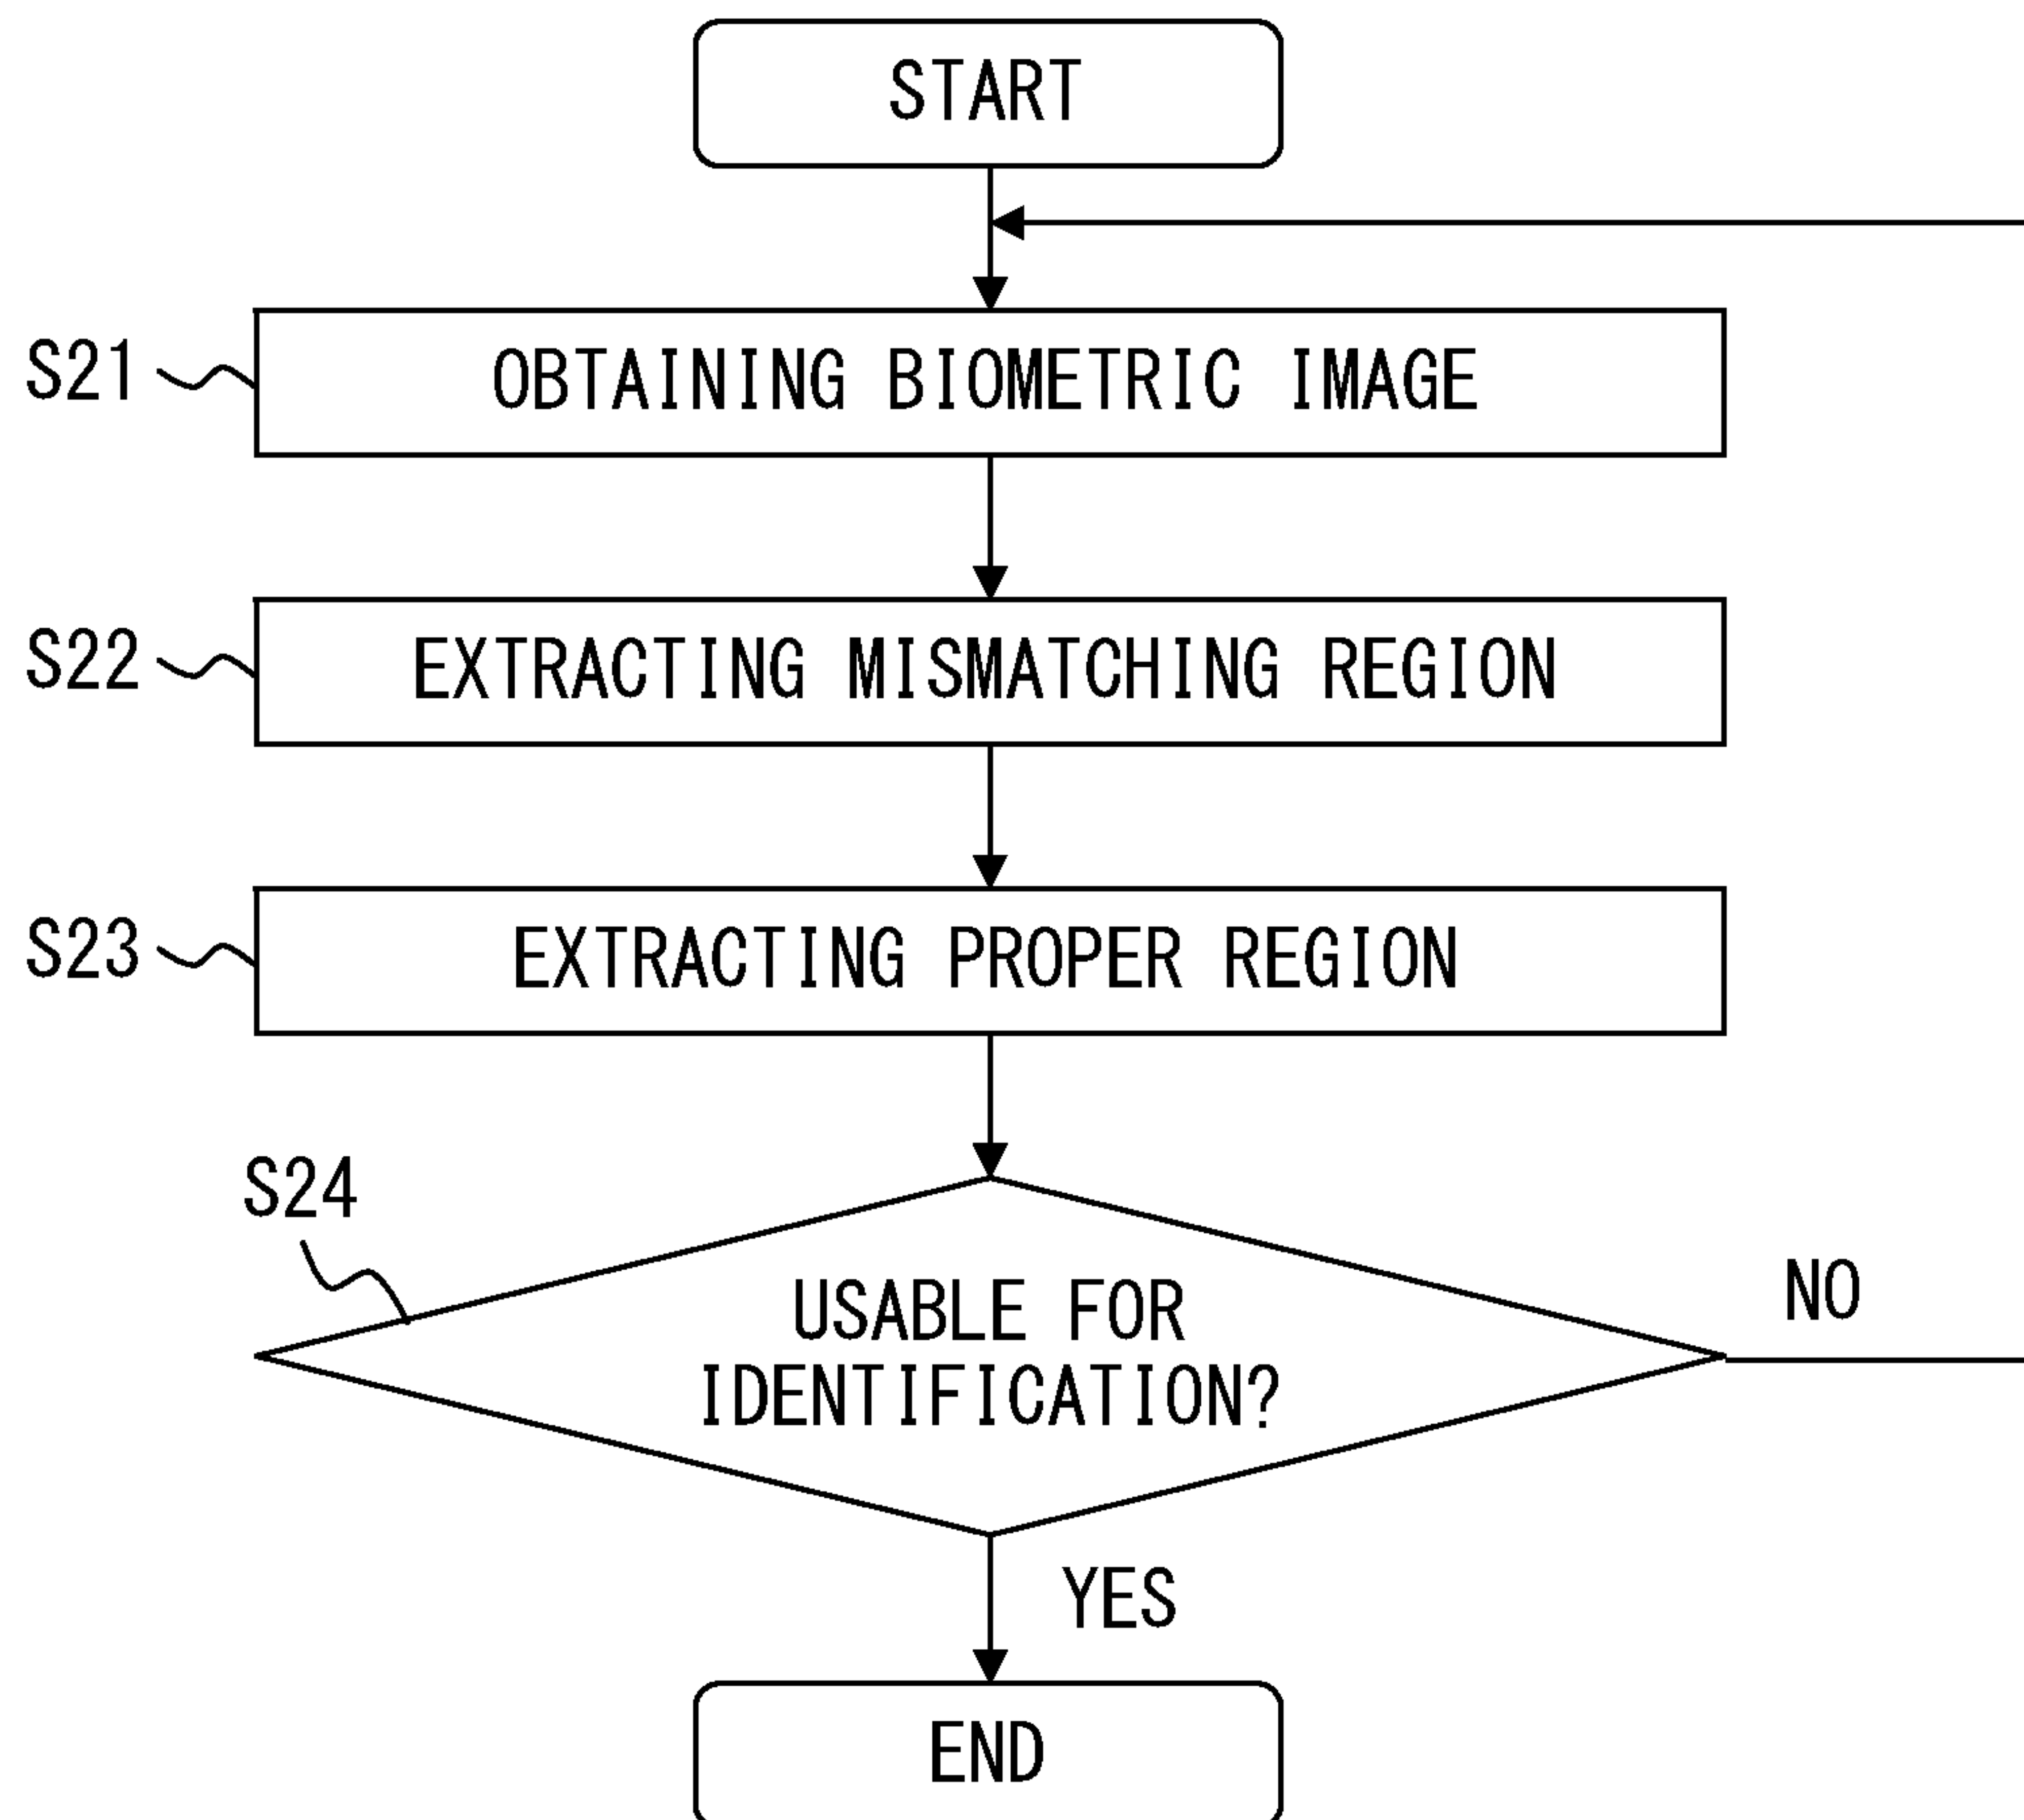 START
S21
OBTAINING BIOMETRIC IMAGE
S22
EXTRACTING MISMATCHING REGION
S23
EXTRACTING PROPER REGION
S24
USABLE FOR
IDENTIFICATION?
NO
YES
END